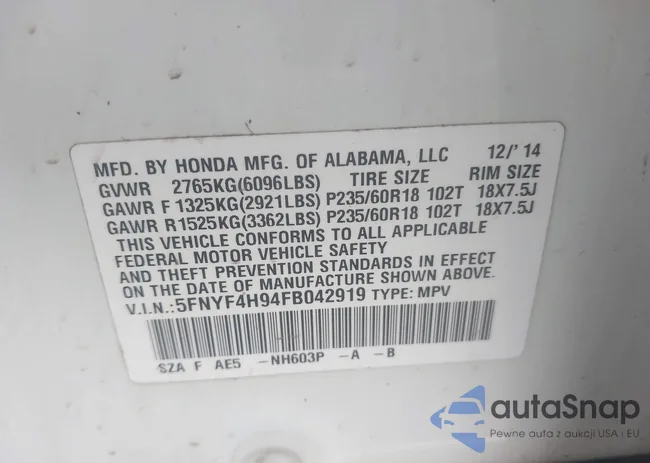 MFD. BY HONDA MFG. OF ALABAMA, LLC 12/'14
GVWR 2765KG(6096LBS) TIRE SIZE RIM SIZE
GAWR F 1325KG(2921LBS) P235/60R18 102T 18X7.5J
GAWR R1525KG(3362LBS) P235/60R18 102T 18X7.5J
THIS VEHICLE CONFORMS TO ALL APPLICABLE
FEDERAL MOTOR VEHICLE SAFETY
AND THEFT PREVENTION STANDARDS IN EFFECT
ON THE DATE OF MANUFACTURE SHOWN ABOVE.
V.I.N.:5FNYF4H94FB042919 TYPE: MPV
SZA F AE5 -NH603P -A -B
autaSnap
Pewne auta z aukcji USA i EU